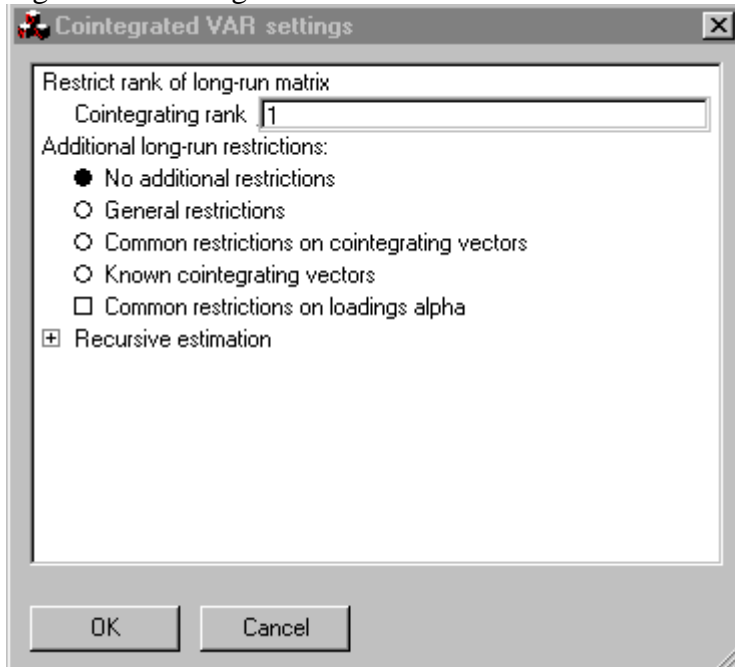 Cointegrated VAR settings
Restrict rank of long-run matrix
Cointegrating rank 1
Additional long-run restrictions:
No additional restrictions
General restrictions
Common restrictions on cointegrating vectors
Known cointegrating vectors
Common restrictions on loadings alpha
Recursive estimation
OK Cancel